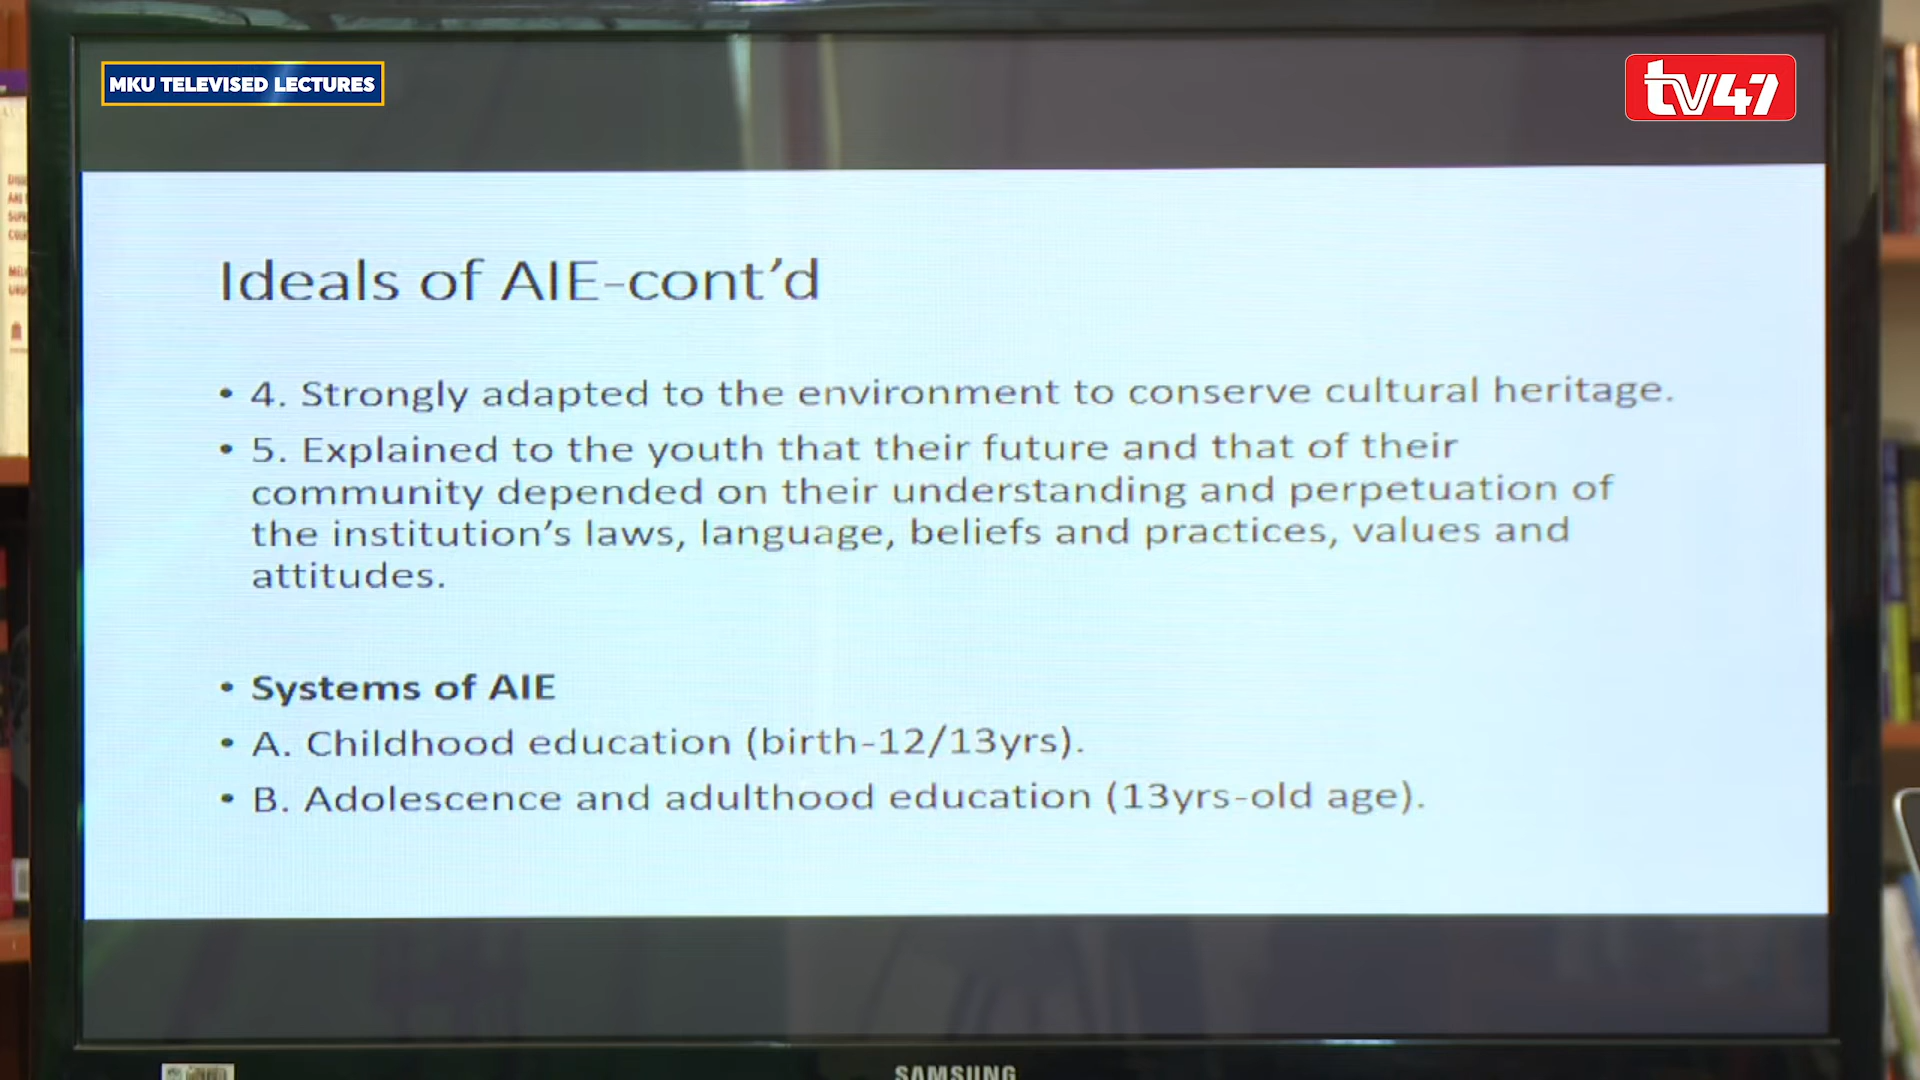 MKU TELEVISED LECTURES
tv47
Ideals of AIE-cont’d
• 4. Strongly adapted to the environment to conserve cultural heritage.
• 5. Explained to the youth that their future and that of their
community depended on their understanding and perpetuation of
the institution’s laws, language, beliefs and practices, values and
attitudes.
• Systems of AIE
• A. Childhood education (birth-12/13yrs).
• B. Adolescence and adulthood education (13yrs-old age).
SAMSUNG